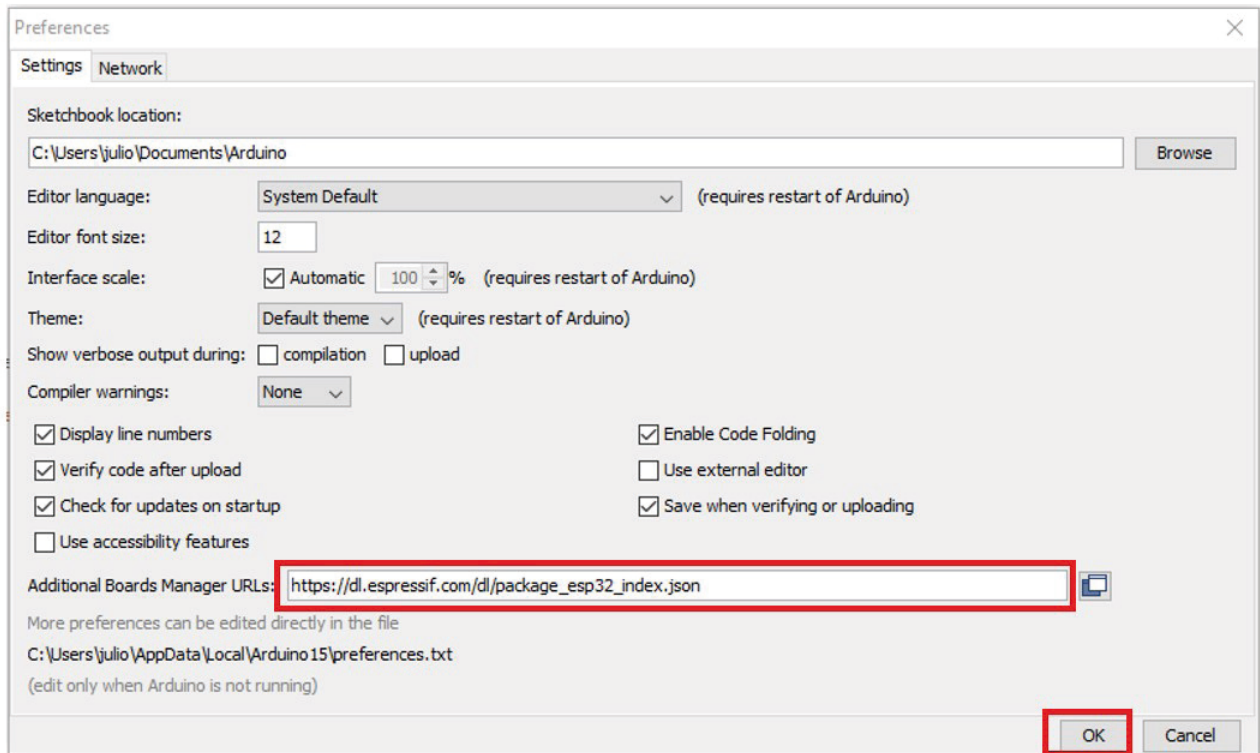 Preferences
Settings Network
Sketchbook location:
C:\Users\julio\Documents\Arduino Browse
Editor language: System Default (requires restart of Arduino)
Editor font size: 12
Interface scale: Automatic 100 % (requires restart of Arduino)
Theme: Default theme (requires restart of Arduino)
Show verbose output during: compilation upload
Compiler warnings: None
Display line numbers Enable Code Folding
Verify code after upload Use external editor
Check for updates on startup Save when verifying or uploading
Use accessibility features
Additional Boards Manager URLs: https://dl.espressif.com/dl/package_esp32_index.json
More preferences can be edited directly in the file
C:\Users\julio\AppData\Local\Arduino15\preferences.txt
(edit only when Arduino is not running)
OK Cancel